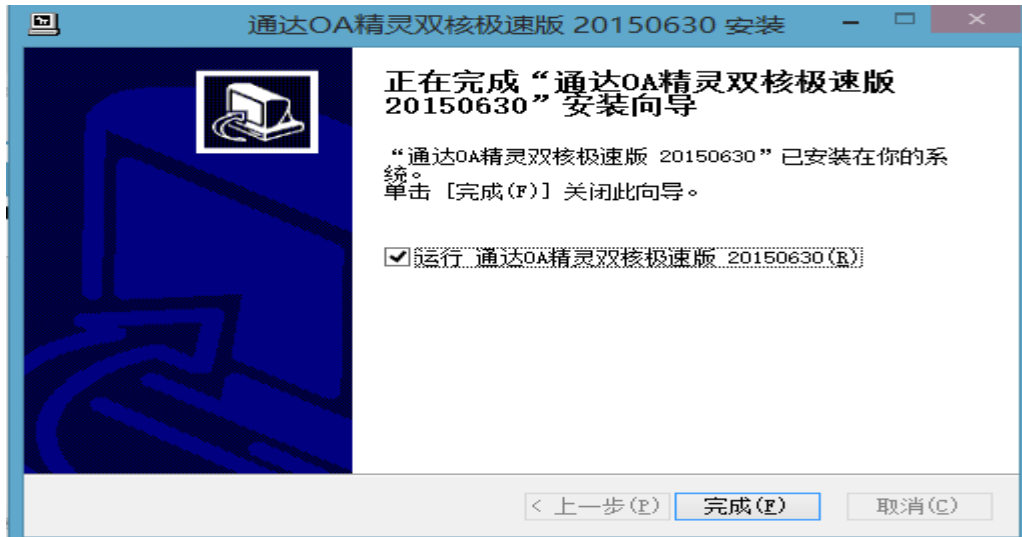 通达OA精灵双核极速版 20150630 安装
正在完成“通达OA精灵双核极速版
20150630”安装向导
“通达OA精灵双核极速版 20150630”已安装在你的系
统。
单击 [完成(F)] 关闭此向导。
运行 通达OA精灵双核极速版 20150630(R)
< 上一步(P) 完成(F) 取消(C)